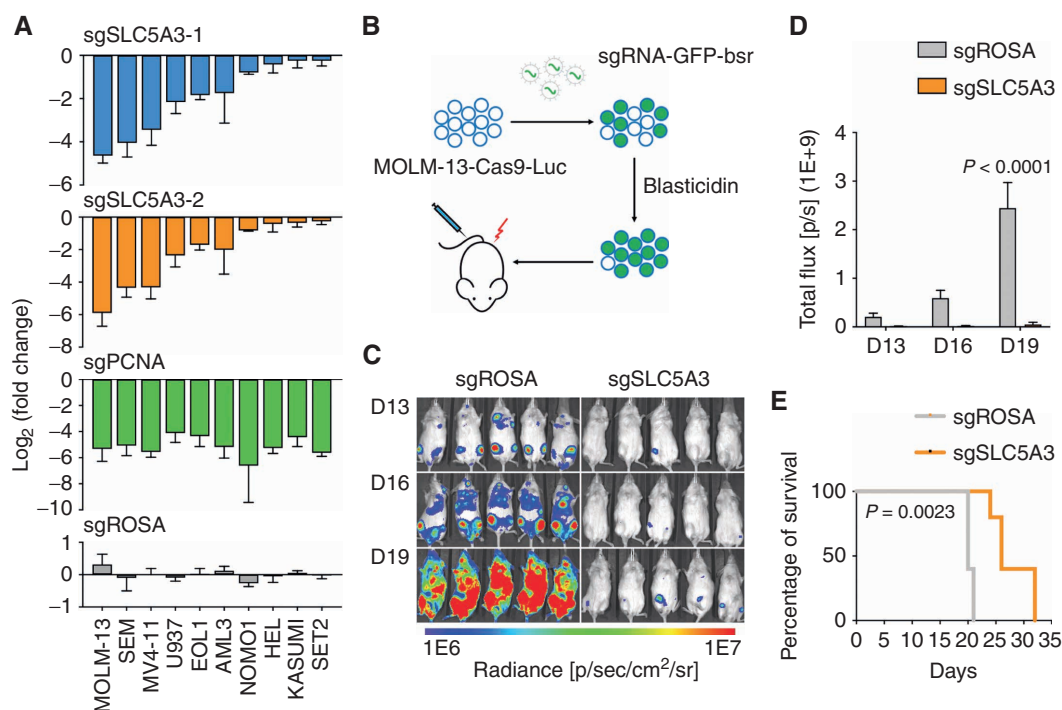 A
sgSLC5A3-1
0
−2
−4
−6
sgSLC5A3-2
0
−2
−4
−6
−8
sgPCNA
0
−2
−4
−6
−8
−10
sgROSA
1
0
−1
Log2 (fold change)
MOLM-13
SEM
MV4-11
U937
EOL1
AML3
NOMO1
HEL
KASUMI
SET2
B
sgRNA-GFP-bsr
MOLM-13-Cas9-Luc
Blasticidin
C
sgROSA sgSLC5A3
D13
D16
D19
1E6 1E7
Radiance [p/sec/cm²/sr]
D
sgROSA
sgSLC5A3
Total flux [p/s] (1E+9)
4
3
2
1
0
P < 0.0001
D13 D16 D19
E
sgROSA
sgSLC5A3
Percentage of survival
100
50
0
P = 0.0023
0 5 10 15 20 25 30 35
Days